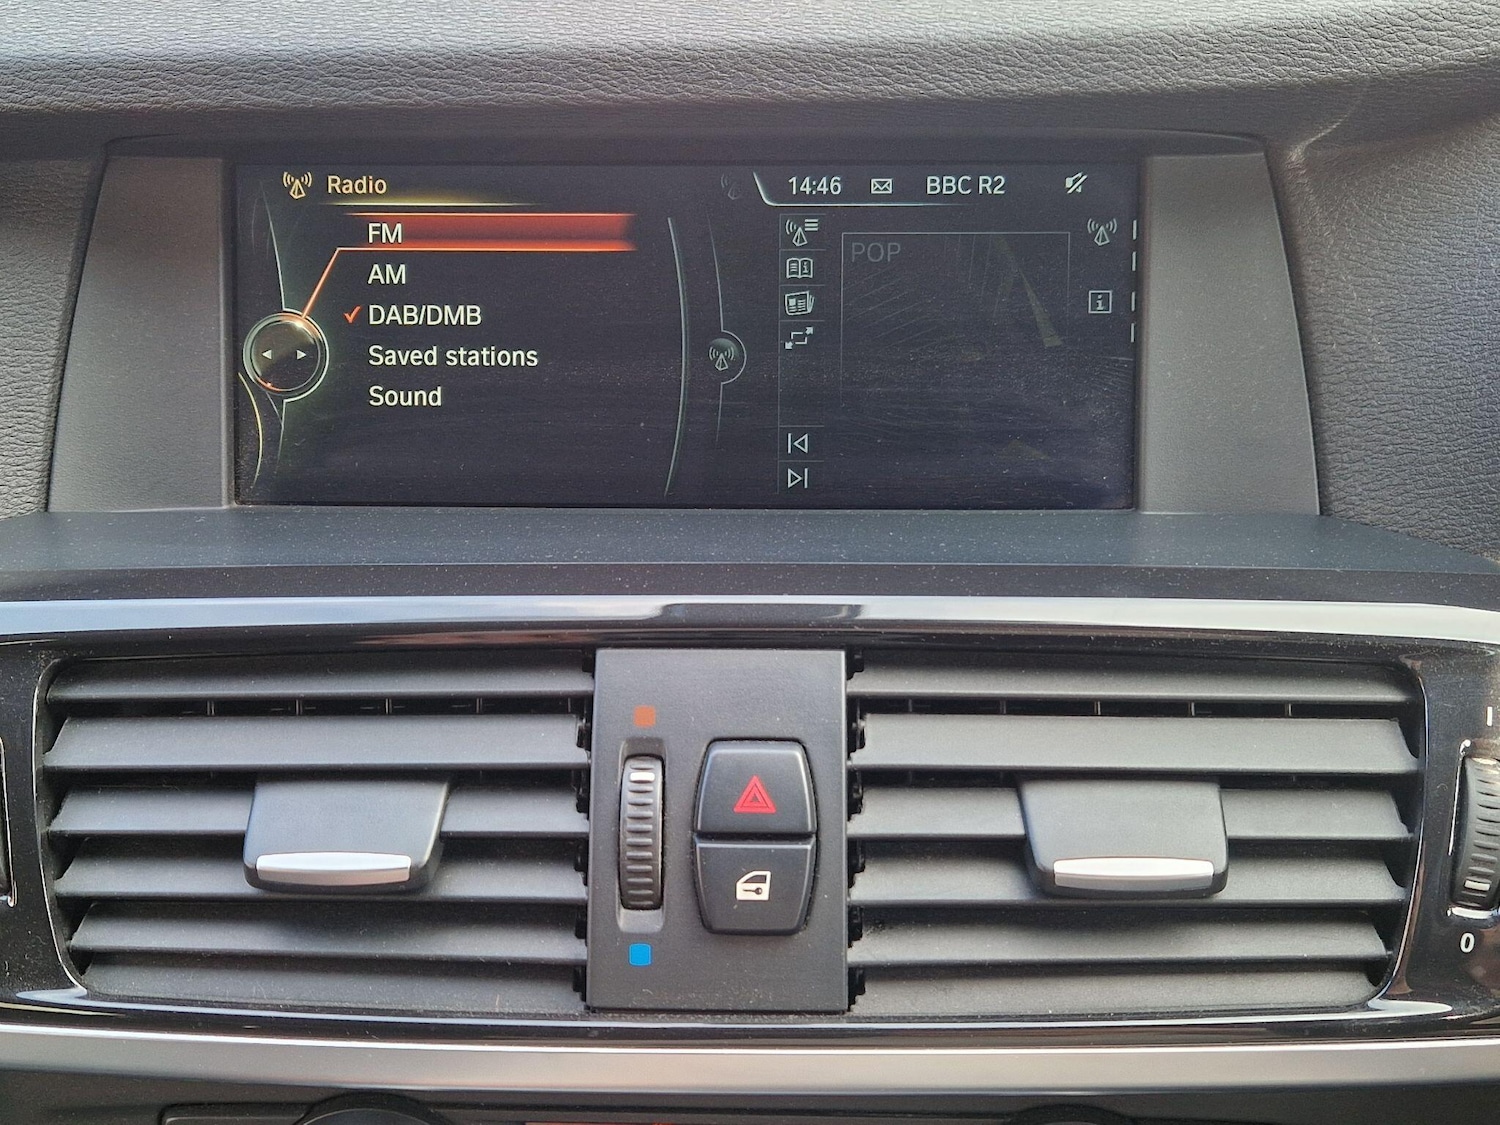 Radio
14:46 BBC R2
FM
AM
DAB/DMB
Saved stations
Sound
POP
0